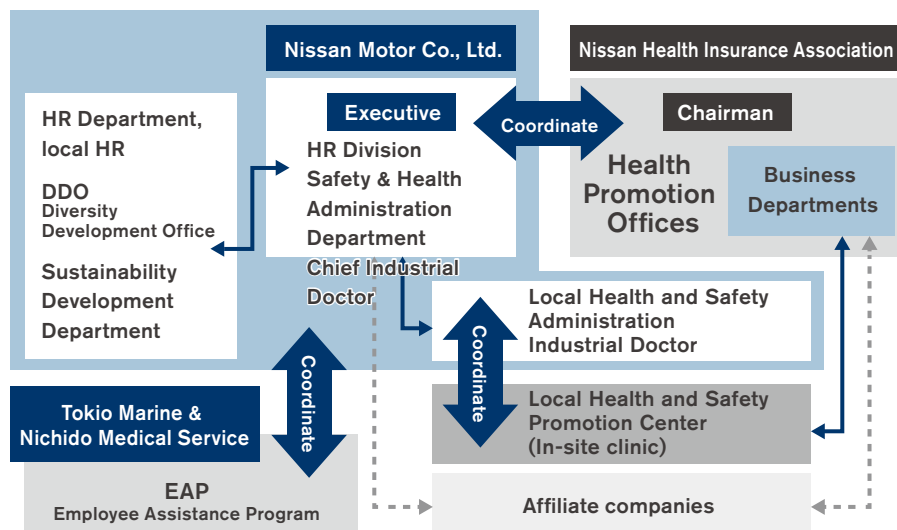 Nissan Motor Co., Ltd.
Nissan Health Insurance Association
HR Department,
local HR
DDO
Diversity
Development Office
Sustainability
Development
Department
Executive
HR Division
Safety & Health
Administration
Department
Chief Industrial
Doctor
Coordinate
Chairman
Health
Promotion
Offices
Business
Departments
Local Health and Safety
Administration
Industrial Doctor
Coordinate
Coordinate
Local Health and Safety
Promotion Center
(In-site clinic)
Tokio Marine &
Nichido Medical Service
EAP
Employee Assistance Program
Affiliate companies